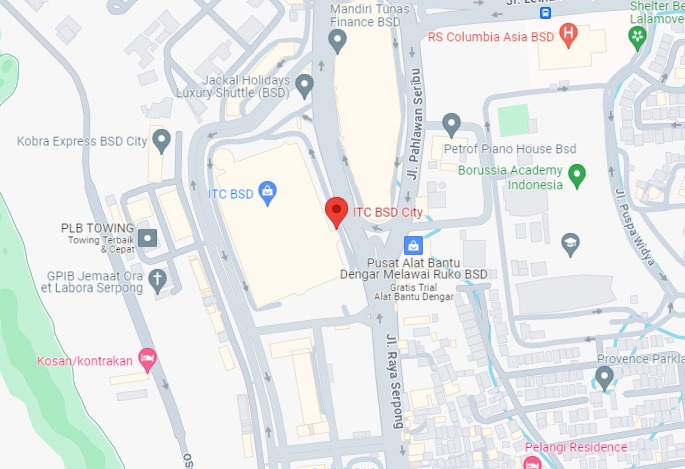 Mandiri Tunas
Finance BSD
RS Columbia Asia BSD
Jackal Holidays
Luxury Shuttle (BSD)
Jl. Pahlawan Seribu
Kobra Express BSD City
Petrof Piano House Bsd
Borussia Academy
Indonesia
ITC BSD
ITC BSD City
Jl. Puspa Widya
PLB TOWING
Towing Terbaik
& Cepat
Pusat Alat Bantu
Dengar Melawai Ruko BSD
Gratis Trial
Alat Bantu Dengar
GPIB Jemaat Ora
et Labora Serpong
Jl. Raya Serpong
Kosan/kontrakan
Provence Parkla
Pelangi Residence
Shelter Be
Lalamove